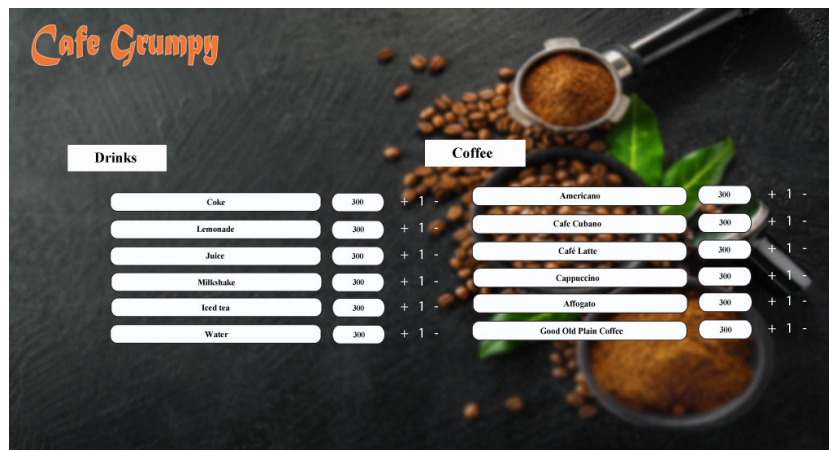 Cafe Grumpy
Drinks
Coke 300 + 1 -
Lemonade 300 + 1 -
Juice 300 + 1 -
Milkshake 300 + 1 -
Iced tea 300 + 1 -
Water 300 + 1 -
Coffee
Americano 300 + 1 -
Cafe Cubano 300 + 1 -
Café Latte 300 + 1 -
Cappuccino 300 + 1 -
Affogato 300 + 1 -
Good Old Plain Coffee 300 + 1 -